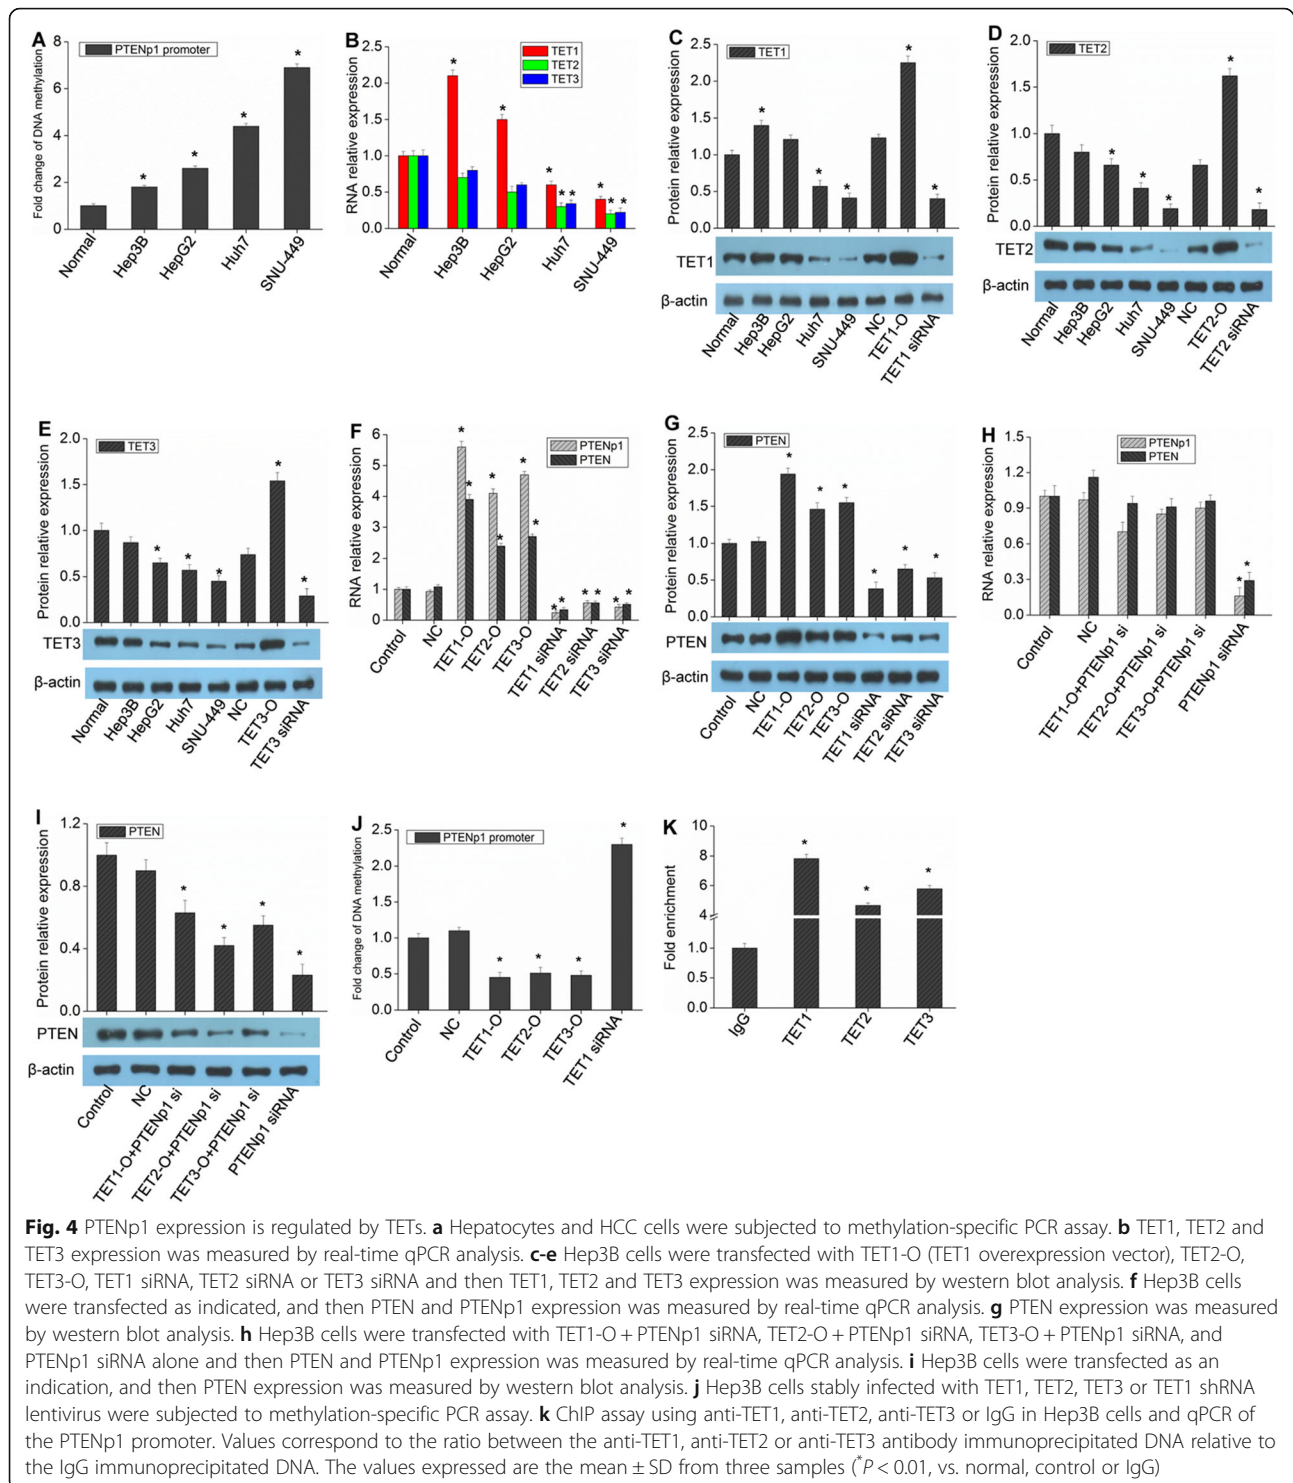 A
Fold change of DNA methylation
8
6
4
2
0
PTENp1 promoter
*
*
*
*
Normal
Hep3B
HepG2
Huh7
SNU-449
B
RNA relative expression
2.5
2.0
1.5
1.0
0.5
0.0
TET1
TET2
TET3
*
*
*
* *
*
* *
Normal
Hep3B
HepG2
Huh7
SNU-449
C
Protein relative expression
2.5
2.0
1.5
1.0
0.5
0.0
TET1
*
*
*
*
*
TET1
β-actin
Normal
Hep3B
HepG2
Huh7
SNU-449
NC
TET1-O
TET1 siRNA
D
Protein relative expression
2.0
1.5
1.0
0.5
0.0
TET2
*
*
*
*
*
TET2
β-actin
Normal
Hep3B
HepG2
Huh7
SNU-449
NC
TET2-O
TET2 siRNA
E
Protein relative expression
2.0
1.5
1.0
0.5
0.0
TET3
*
*
*
*
*
TET3
β-actin
Normal
Hep3B
HepG2
Huh7
SNU-449
NC
TET3-O
TET3 siRNA
F
RNA relative expression
6
5
4
3
2
1
0
PTENp1
PTEN
*
*
*
*
*
*
* *
* *
* *
Control
NC
TET1-O
TET2-O
TET3-O
TET1 siRNA
TET2 siRNA
TET3 siRNA
G
Protein relative expression
2.5
2.0
1.5
1.0
0.5
0.0
PTEN
*
*
*
*
*
*
PTEN
β-actin
Control
NC
TET1-O
TET2-O
TET3-O
TET1 siRNA
TET2 siRNA
TET3 siRNA
H
RNA relative expression
1.5
1.2
0.9
0.6
0.3
0.0
PTENp1
PTEN
* *
Control
NC
TET1-O+PTENp1 si
TET2-O+PTENp1 si
TET3-O+PTENp1 si
PTENp1 siRNA
I
Protein relative expression
1.2
0.8
0.4
0.0
PTEN
*
*
*
*
PTEN
β-actin
Control
NC
TET1-O+PTENp1 si
TET2-O+PTENp1 si
TET3-O+PTENp1 si
PTENp1 siRNA
J
Fold change of DNA methylation
2.5
2.0
1.5
1.0
0.5
0.0
PTENp1 promoter
*
*
*
*
Control
NC
TET1-O
TET2-O
TET3-O
TET1 siRNA
K
Fold enrichment
10
8
6
4
1.0
0.5
0.0
*
*
*
IgG
TET1
TET2
TET3
Fig. 4 PTENp1 expression is regulated by TETs. a Hepatocytes and HCC cells were subjected to methylation-specific PCR assay. b TET1, TET2 and
TET3 expression was measured by real-time qPCR analysis. c-e Hep3B cells were transfected with TET1-O (TET1 overexpression vector), TET2-O,
TET3-O, TET1 siRNA, TET2 siRNA or TET3 siRNA and then TET1, TET2 and TET3 expression was measured by western blot analysis. f Hep3B cells
were transfected as indicated, and then PTEN and PTENp1 expression was measured by real-time qPCR analysis. g PTEN expression was measured
by western blot analysis. h Hep3B cells were transfected with TET1-O + PTENp1 siRNA, TET2-O + PTENp1 siRNA, TET3-O + PTENp1 siRNA, and
PTENp1 siRNA alone and then PTEN and PTENp1 expression was measured by real-time qPCR analysis. i Hep3B cells were transfected as an
indication, and then PTEN expression was measured by western blot analysis. j Hep3B cells stably infected with TET1, TET2, TET3 or TET1 shRNA
lentivirus were subjected to methylation-specific PCR assay. k ChIP assay using anti-TET1, anti-TET2, anti-TET3 or IgG in Hep3B cells and qPCR of
the PTENp1 promoter. Values correspond to the ratio between the anti-TET1, anti-TET2 or anti-TET3 antibody immunoprecipitated DNA relative to
the IgG immunoprecipitated DNA. The values expressed are the mean ± SD from three samples (*P < 0.01, vs. normal, control or IgG)